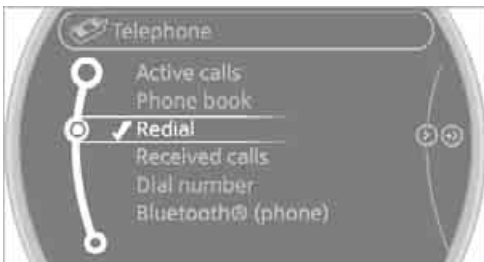 Telephone
Active calls
Phone book
Redial
Received calls
Dial number
Bluetooth® (phone)